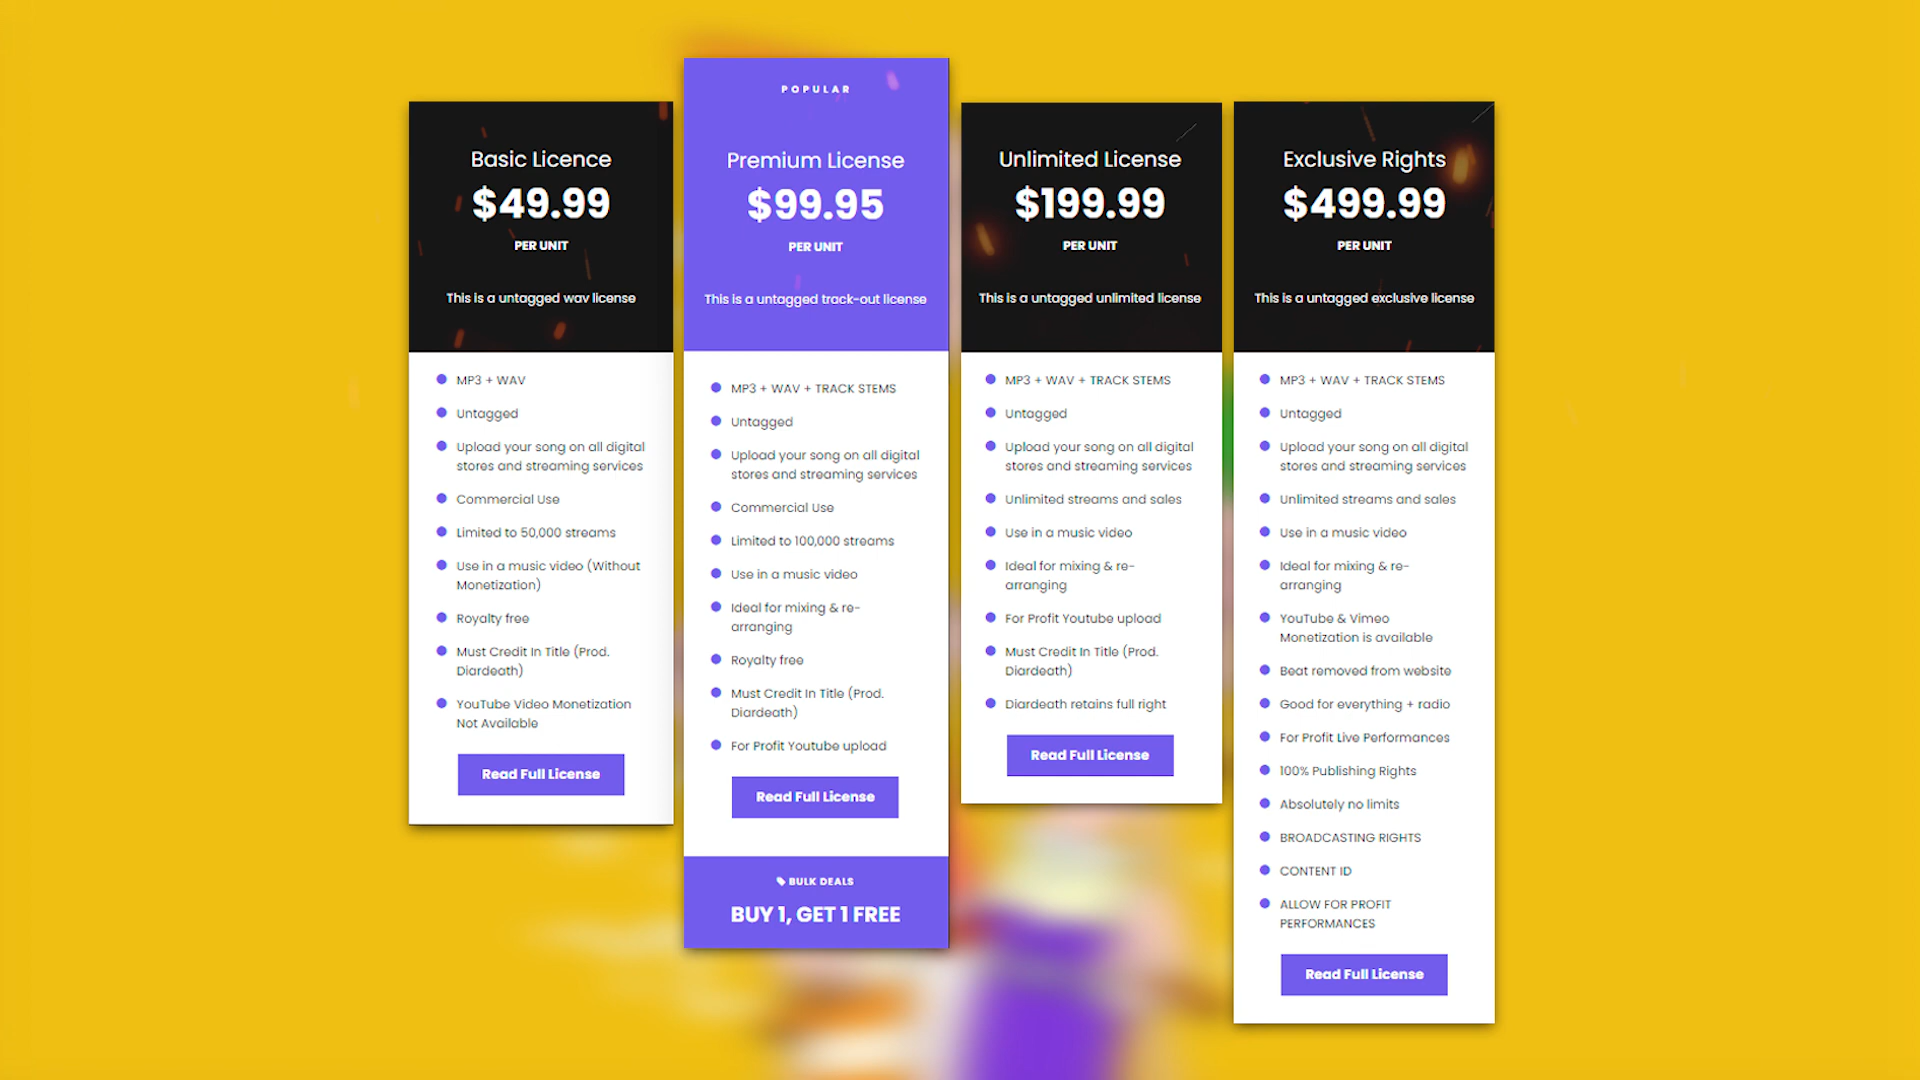 Basic Licence
$49.99
PER UNIT
This is a untagged wav license
MP3 + WAV
Untagged
Upload your song on all digital
stores and streaming services
Commercial Use
Limited to 50,000 streams
Use in a music video (Without
Monetization)
Royalty free
Must Credit In Title (Prod.
Diardeath)
YouTube Video Monetization
Not Available
Read Full License
POPULAR
Premium License
$99.95
PER UNIT
This is a untagged track-out license
MP3 + WAV + TRACK STEMS
Untagged
Upload your song on all digital
stores and streaming services
Commercial Use
Limited to 100,000 streams
Use in a music video
Ideal for mixing & re-
arranging
Royalty free
Must Credit In Title (Prod.
Diardeath)
For Profit Youtube upload
Read Full License
BULK DEALS
BUY 1, GET 1 FREE
Unlimited License
$199.99
PER UNIT
This is a untagged unlimited license
MP3 + WAV + TRACK STEMS
Untagged
Upload your song on all digital
stores and streaming services
Unlimited streams and sales
Use in a music video
Ideal for mixing & re-
arranging
For Profit Youtube upload
Must Credit In Title (Prod.
Diardeath)
Diardeath retains full right
Read Full License
Exclusive Rights
$499.99
PER UNIT
This is a untagged exclusive license
MP3 + WAV + TRACK STEMS
Untagged
Upload your song on all digital
stores and streaming services
Unlimited streams and sales
Use in a music video
Ideal for mixing & re-
arranging
YouTube & Vimeo
Monetization is available
Beat removed from website
Good for everything + radio
For Profit Live Performances
100% Publishing Rights
Absolutely no limits
BROADCASTING RIGHTS
CONTENT ID
ALLOW FOR PROFIT
PERFORMANCES
Read Full License